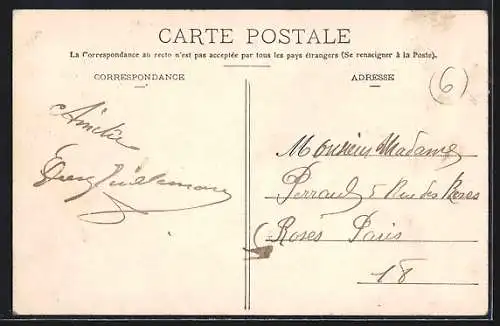 CARTE POSTALE
La Correspondance au recto n'est pas acceptée par tous les pays étrangers (Se renseigner à la Poste).
CORRESPONDANCE
ADRESSE
6
Amitié
Monsieur Madame
Perraud 5 Rue des
Roses Paris
18